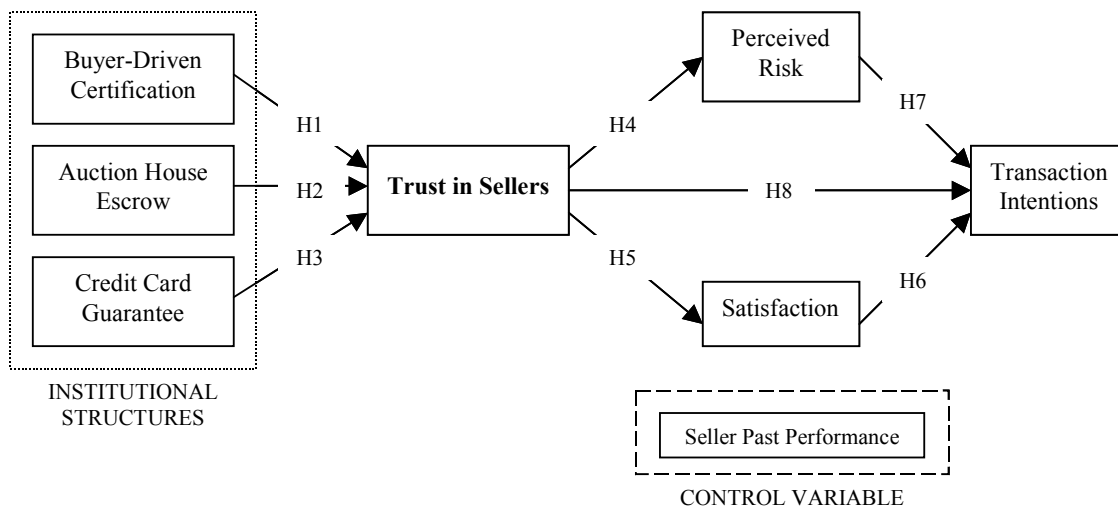 Buyer-Driven
Certification
Auction House
Escrow
Credit Card
Guarantee
INSTITUTIONAL
STRUCTURES
H1
H2
H3
Trust in Sellers
H4
H8
H5
Perceived
Risk
Satisfaction
H7
H6
Transaction
Intentions
Seller Past Performance
CONTROL VARIABLE